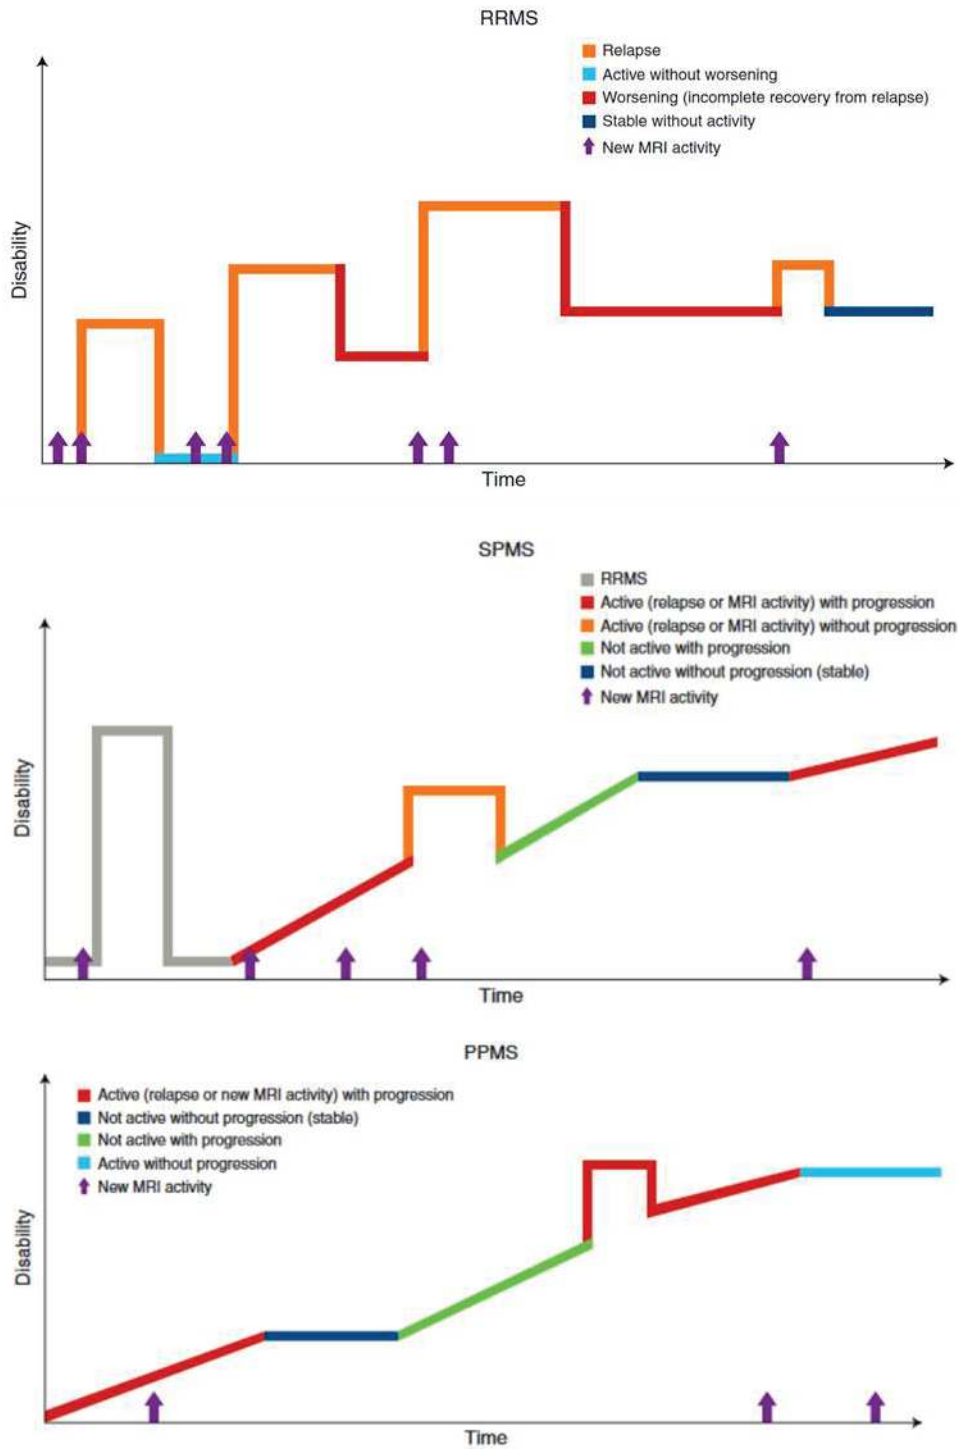 RRMS
Relapse
Active without worsening
Worsening (incomplete recovery from relapse)
Stable without activity
New MRI activity
Disability
Time
SPMS
RRMS
Active (relapse or MRI activity) with progression
Active (relapse or MRI activity) without progression
Not active with progression
Not active without progression (stable)
New MRI activity
Disability
Time
PPMS
Active (relapse or new MRI activity) with progression
Not active without progression (stable)
Not active with progression
Active without progression
New MRI activity
Disability
Time